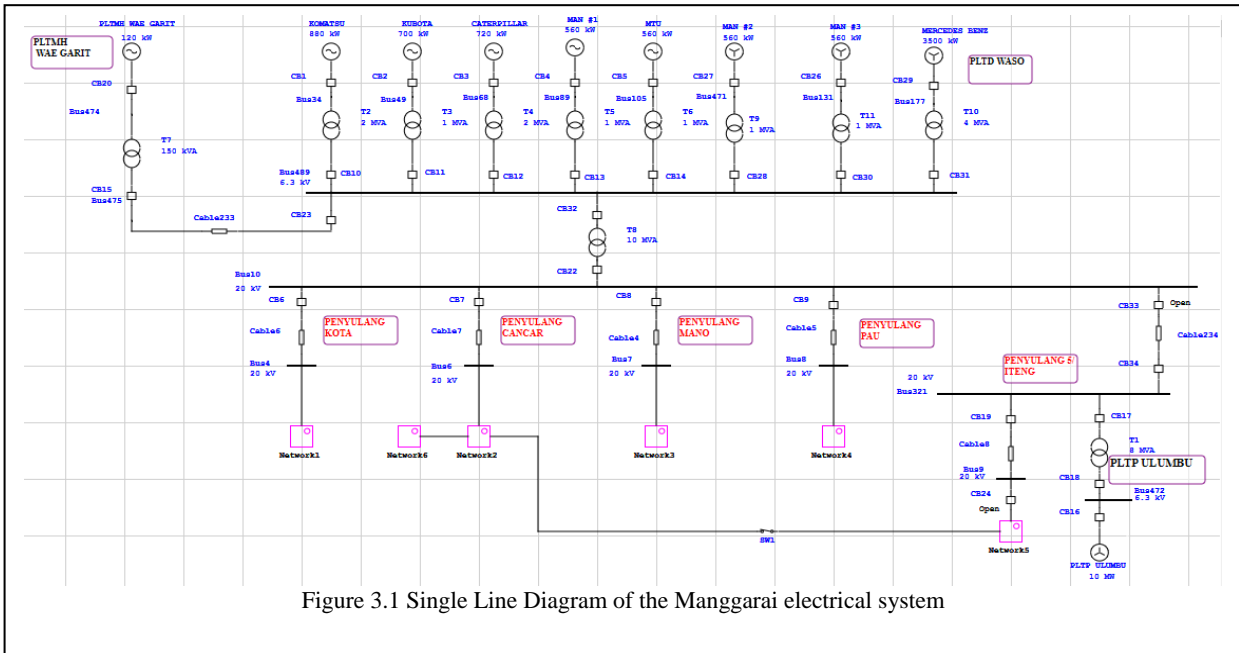 PLTMH WAE GARIT
120 kW
KOMATSU
880 kW
KUBOTA
700 kW
CATERPILLAR
720 kW
MAN #1
560 kW
MTU
560 kW
MAN #2
560 kW
MAN #3
560 kW
MERCEDES BENZ
3500 kW
PLTMH
WAE GARIT
PLTD WASO
CB20
CB1
CB2
CB3
CB4
CB5
CB27
CB26
CB29
Bus474
Bus34
Bus49
Bus68
Bus89
Bus105
Bus471
Bus131
Bus177
T7
150 kVA
T2
2 MVA
T3
1 MVA
T4
2 MVA
T5
1 MVA
T6
1 MVA
T9
1 MVA
T11
1 MVA
T10
4 MVA
Bus489
6.3 kV
CB10
CB11
CB12
CB13
CB14
CB28
CB30
CB31
CB15
Bus475
Cable233
CB23
CB32
T8
10 MVA
CB22
Bus10
20 kV
CB6
CB7
CB8
CB9
CB33
Open
Cable6
PENYULANG
KOTA
Cable7
PENYULANG
CANCAR
Cable4
PENYULANG
MANO
Cable5
PENYULANG
PAU
Cable234
Bus4
20 kV
Bus6
20 kV
Bus7
20 kV
Bus8
20 kV
PENYULANG 5/
ITENG
CB34
20 kV
Bus321
CB19
CB17
Cable8
T1
8 MVA
PLTP ULUMBU
Bus9
20 kV
CB18
Bus472
6.3 kV
CB24
Open
CB16
Network1
Network6
Network2
Network3
Network4
SW1
Network5
PLTP ULUMBU
10 MW
Figure 3.1 Single Line Diagram of the Manggarai electrical system